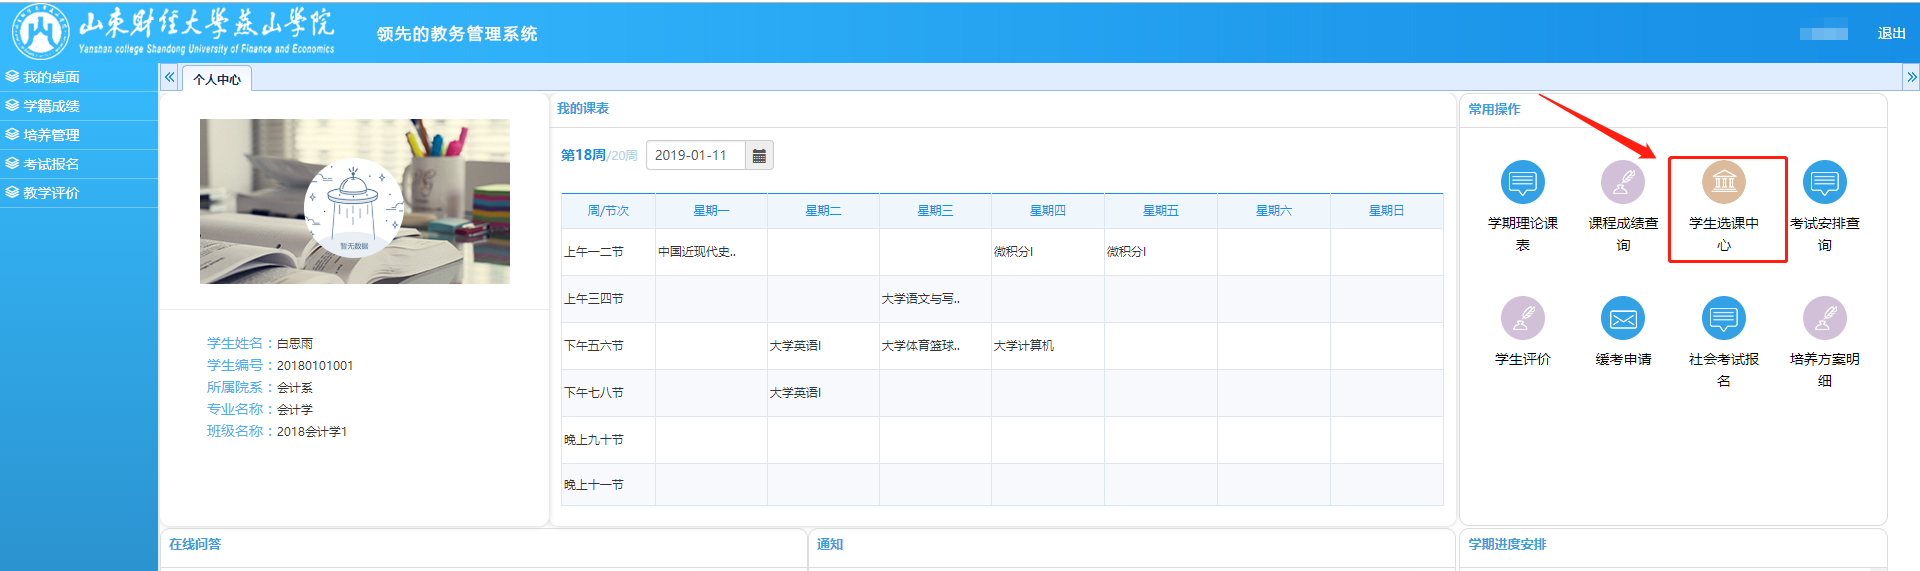 山东财经大学燕山学院
Yanshan college Shandong University of Finance and Economics
领先的教务管理系统
退出
我的桌面
学籍成绩
培养管理
考试报名
教学评价
个人中心
暂无数据
学生姓名：白思雨
学生编号：20180101001
所属院系：会计系
专业名称：会计学
班级名称：2018会计学1
我的课表
第18周/20周 2019-01-11
周/节次 星期一 星期二 星期三 星期四 星期五 星期六 星期日
上午一二节 中国近现代史.. 微积分I 微积分I
上午三四节 大学语文与写..
下午五六节 大学英语I 大学体育篮球.. 大学计算机
下午七八节 大学英语I
晚上九十节
晚上十一节
常用操作
学期理论课表
课程成绩查询
学生选课中心
考试安排查询
学生评价
缓考申请
社会考试报名
培养方案明细
在线问答
通知
学期进度安排